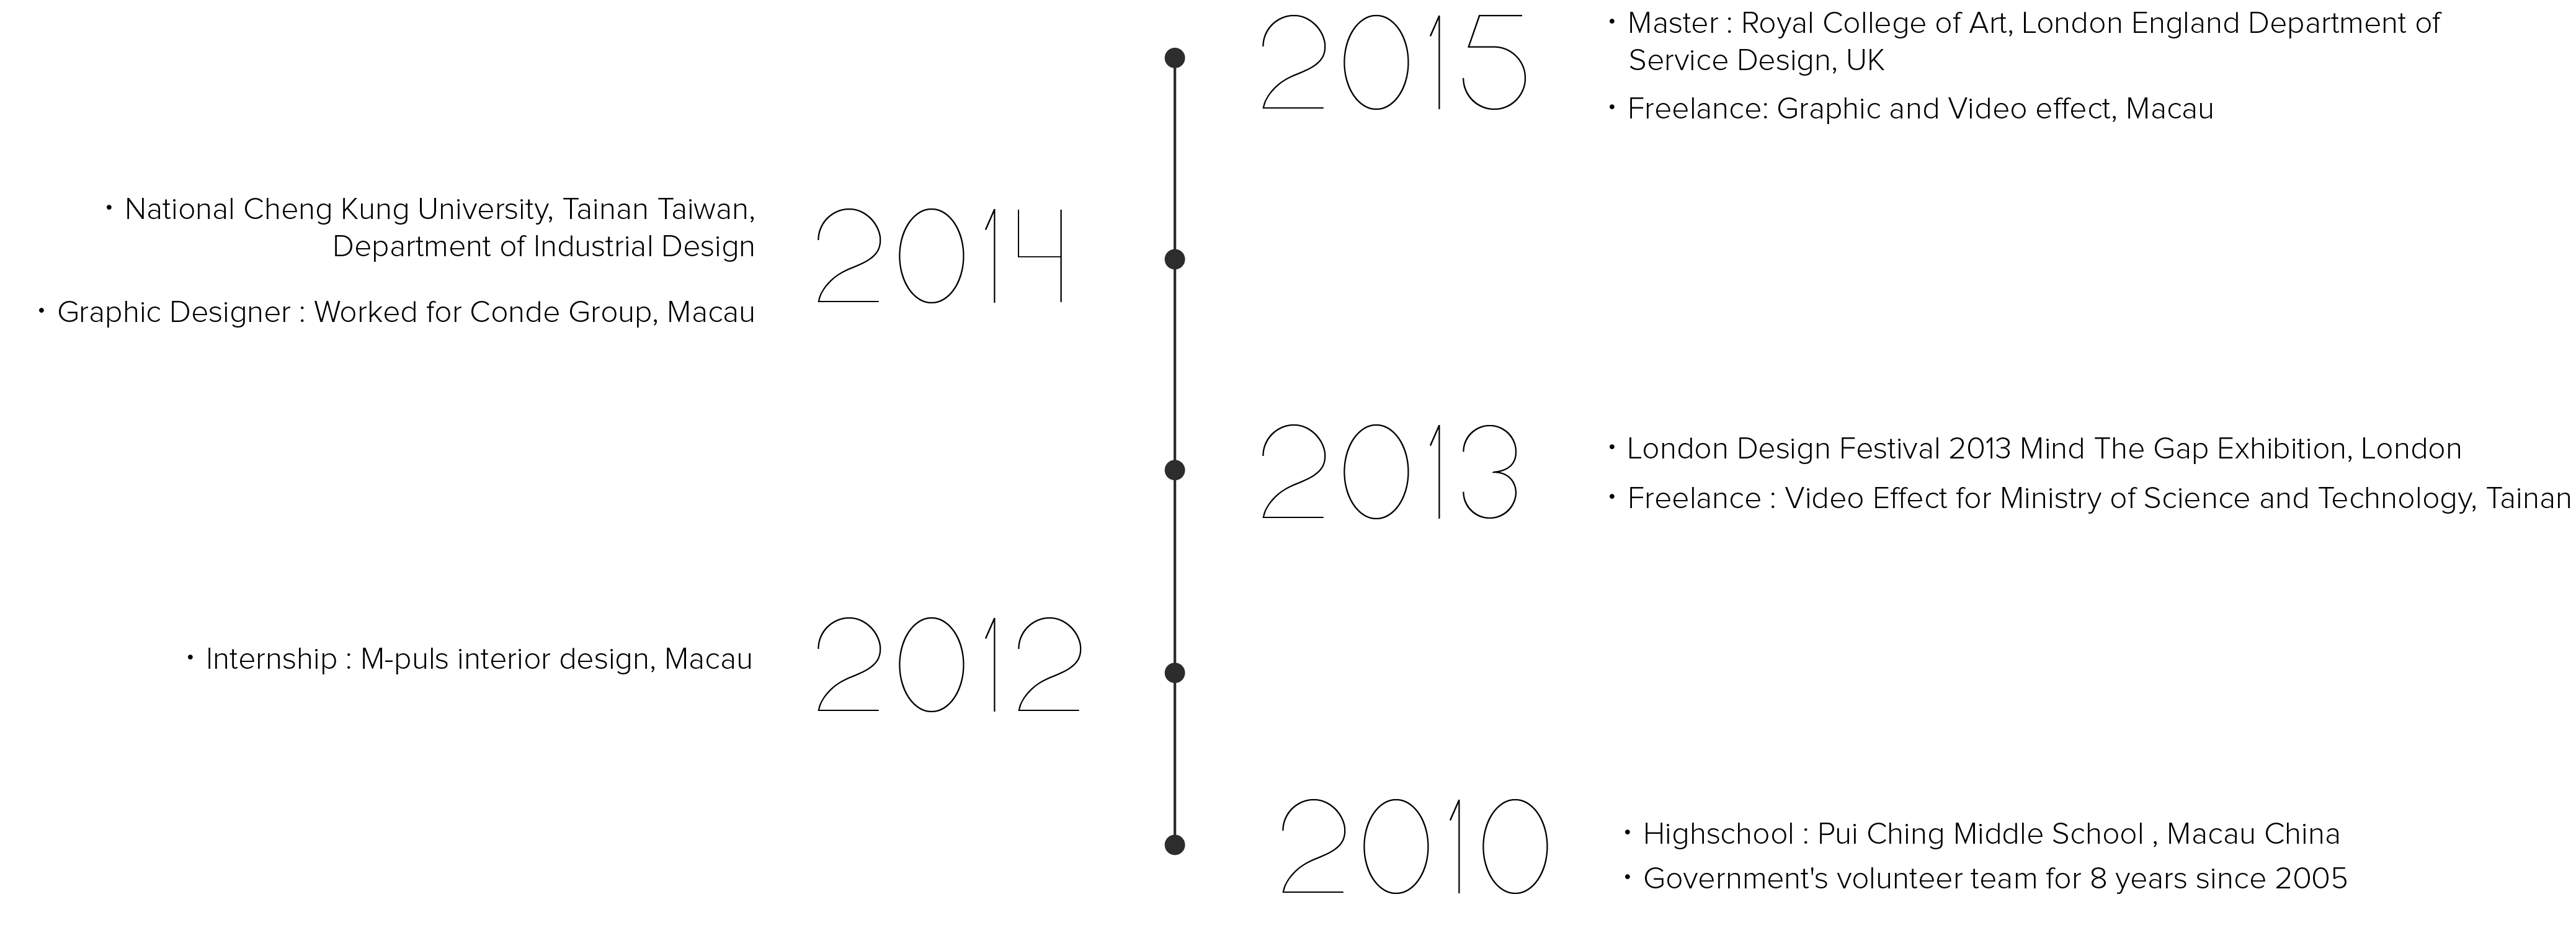 2015
• Master : Royal College of Art, London England Department of
Service Design, UK
• Freelance: Graphic and Video effect, Macau
2014
• National Cheng Kung University, Tainan Taiwan,
Department of Industrial Design
• Graphic Designer : Worked for Conde Group, Macau
2013
• London Design Festival 2013 Mind The Gap Exhibition, London
• Freelance : Video Effect for Ministry of Science and Technology, Tainan
2012
• Internship : M-puls interior design, Macau
2010
• Highschool : Pui Ching Middle School , Macau China
• Government's volunteer team for 8 years since 2005